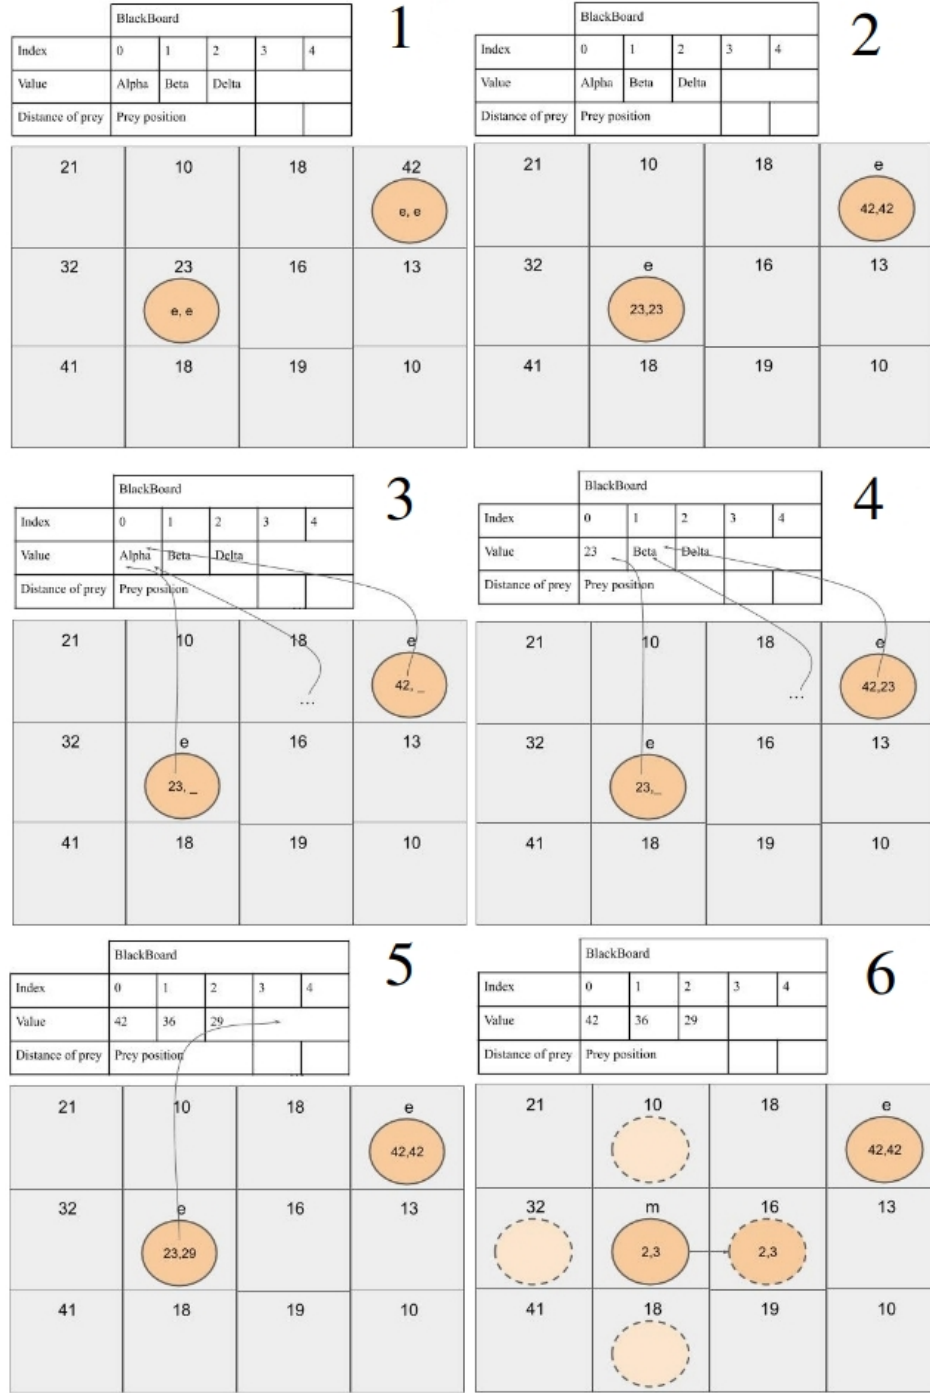 BlackBoard
1
Index 0 1 2 3 4
Value Alpha Beta Delta
Distance of prey Prey position
21 10 18 42
e, e
32 23 16 13
e, e
41 18 19 10
BlackBoard
2
Index 0 1 2 3 4
Value Alpha Beta Delta
Distance of prey Prey position
21 10 18 e
42,42
32 e 16 13
23,23
41 18 19 10
BlackBoard
3
Index 0 1 2 3 4
Value Alpha Beta Delta
Distance of prey Prey position
...
21 10 18 e
42, _
...
32 e 16 13
23, _
41 18 19 10
BlackBoard
4
Index 0 1 2 3 4
Value 23 Beta Delta
Distance of prey Prey position
21 10 18 e
42,23
...
32 e 16 13
23,_
41 18 19 10
BlackBoard
5
Index 0 1 2 3 4
Value 42 36 29
Distance of prey Prey position
...
21 10 18 e
42,42
32 e 16 13
23,29
41 18 19 10
BlackBoard
6
Index 0 1 2 3 4
Value 42 36 29
Distance of prey Prey position
21 10 18 e
42,42
32 m 16 13
2,3 2,3
41 18 19 10